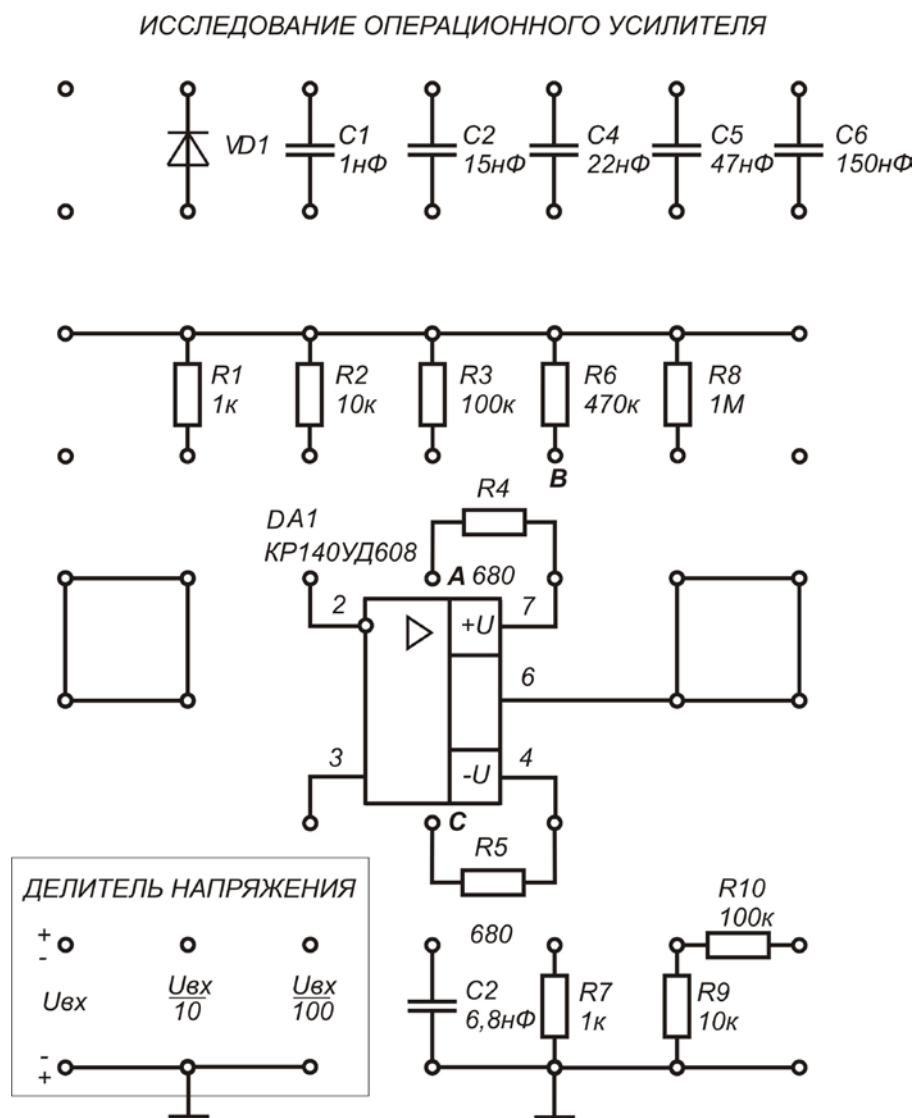 ИССЛЕДОВАНИЕ ОПЕРАЦИОННОГО УСИЛИТЕЛЯ
VD1
C1
1нФ
C2
15нФ
C4
22нФ
C5
47нФ
C6
150нФ
R1
1к
R2
10к
R3
100к
R6
470к
R8
1М
B
R4
DA1
КР140УД608
A 680
2
7
+U
6
3
4
-U
C
R5
ДЕЛИТЕЛЬ НАПРЯЖЕНИЯ
+
-
Uвх
Uвх
10
Uвх
100
-
+
680
C2
6,8нФ
R7
1к
R9
10к
R10
100к